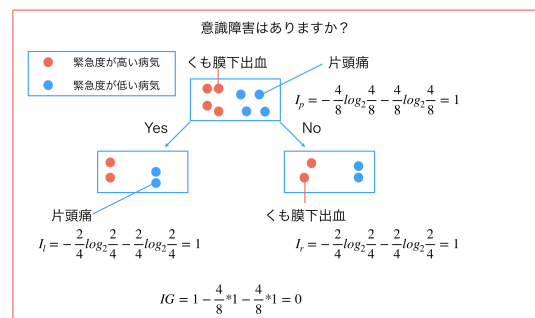 意識障害はありますか？
緊急度が高い病気
緊急度が低い病気
くも膜下出血
片頭痛
I_p = − 4/8 log_2 4/8 − 4/8 log_2 4/8 = 1
Yes
No
片頭痛
くも膜下出血
I_l = − 2/4 log_2 2/4 − 2/4 log_2 2/4 = 1
I_r = − 2/4 log_2 2/4 − 2/4 log_2 2/4 = 1
IG = 1 − 4/8 * 1 − 4/8 * 1 = 0